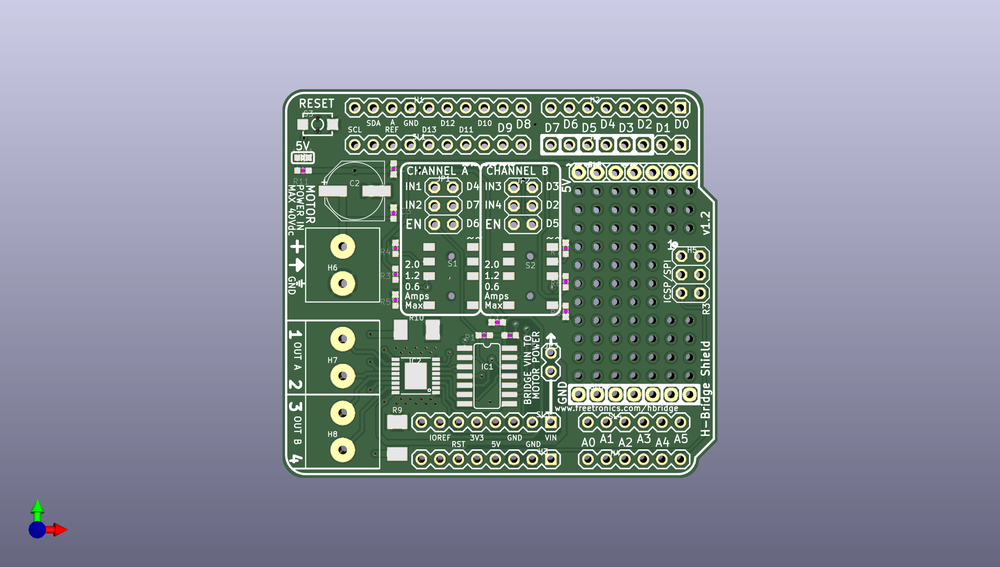 RESET
SCL
SDA
A
REF
GND
D13
D12
D11
D10
D9
D8
D7
D6
D5
D4
D3
D2
D1
D0
5V
C2
MOTOR
POWER IN
MAX 40Vdc
+
GND
H6
CHANNEL A
IN1
D4
IN2
D7
EN
D6
S1
2.0
1.2
0.6
Amps
Max
CHANNEL B
IN3
D3
IN4
D2
EN
D5
S2
2.0
1.2
0.6
Amps
Max
5V
v1.2
1
H5
ICSP/SPI
R3
R10
1
OUT A
2
H7
3
OUT B
4
H8
IC1
R9
BRIDGE VIN TO
MOTOR POWER
GND
www.freetronics.com/hbridge
H-Bridge Shield
IOREF
RST
3V3
5V
GND
GND
VIN
A0
A1
A2
A3
A4
A5